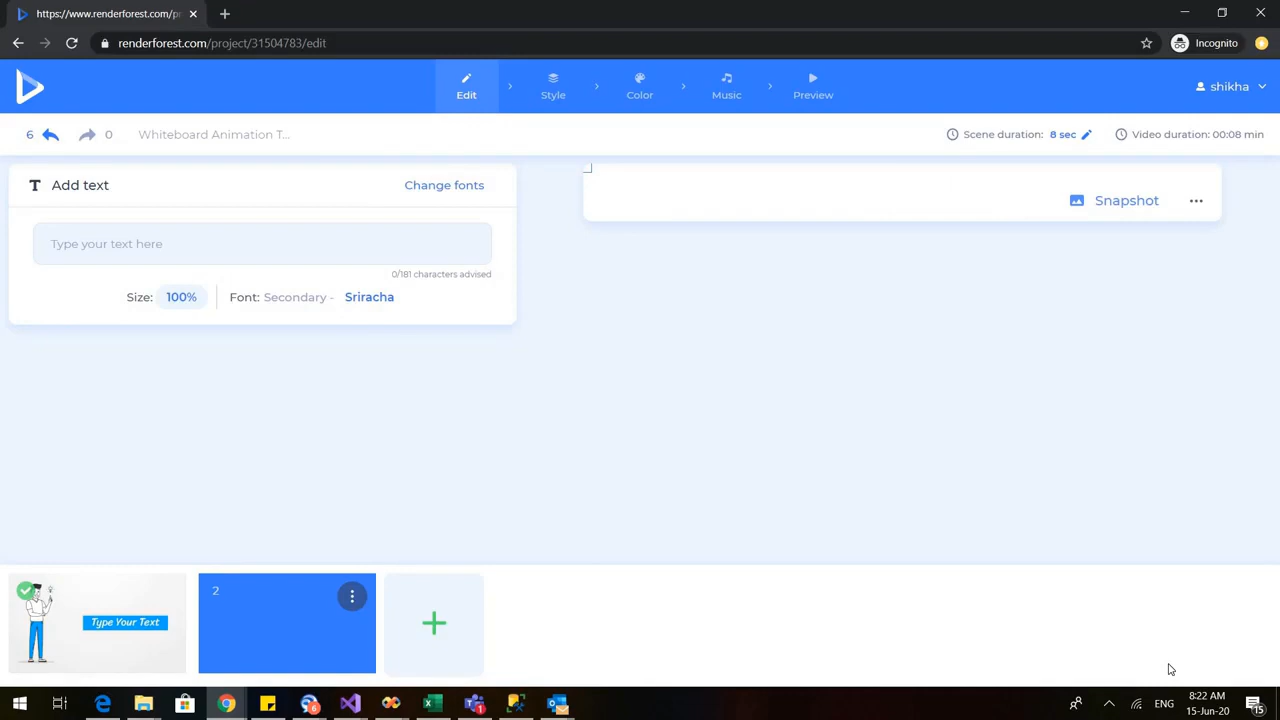 https://www.renderforest.com/pr
renderforest.com/project/31504783/edit
Incognito
Edit
Style
Color
Music
Preview
shikha
6
0
Whiteboard Animation T...
Scene duration: 8 sec
Video duration: 00:08 min
T Add text
Change fonts
Type your text here
0/181 characters advised
Size: 100%
Font: Secondary - Sriracha
Snapshot
Type Your Text
2
6
ENG
8:22 AM
15-Jun-20
15